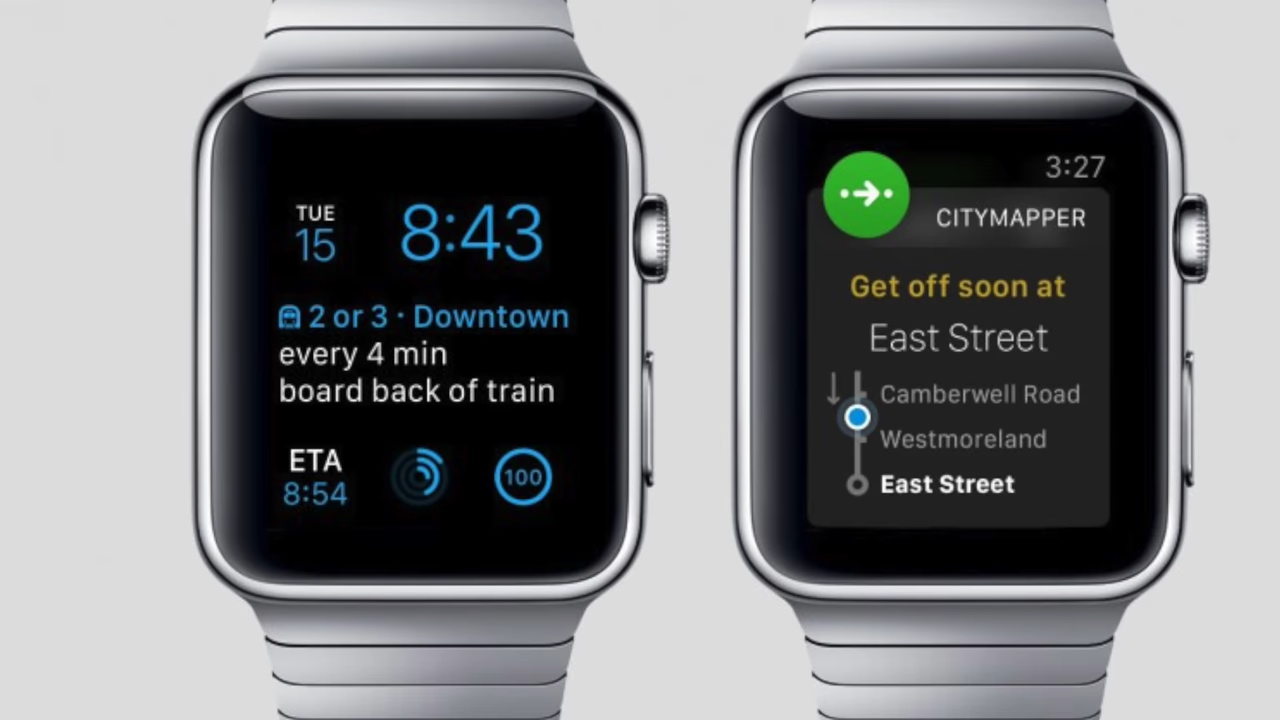 TUE
15
8:43
2 or 3 · Downtown
every 4 min
board back of train
ETA
8:54
100
3:27
CITYMAPPER
Get off soon at
East Street
Camberwell Road
Westmoreland
East Street